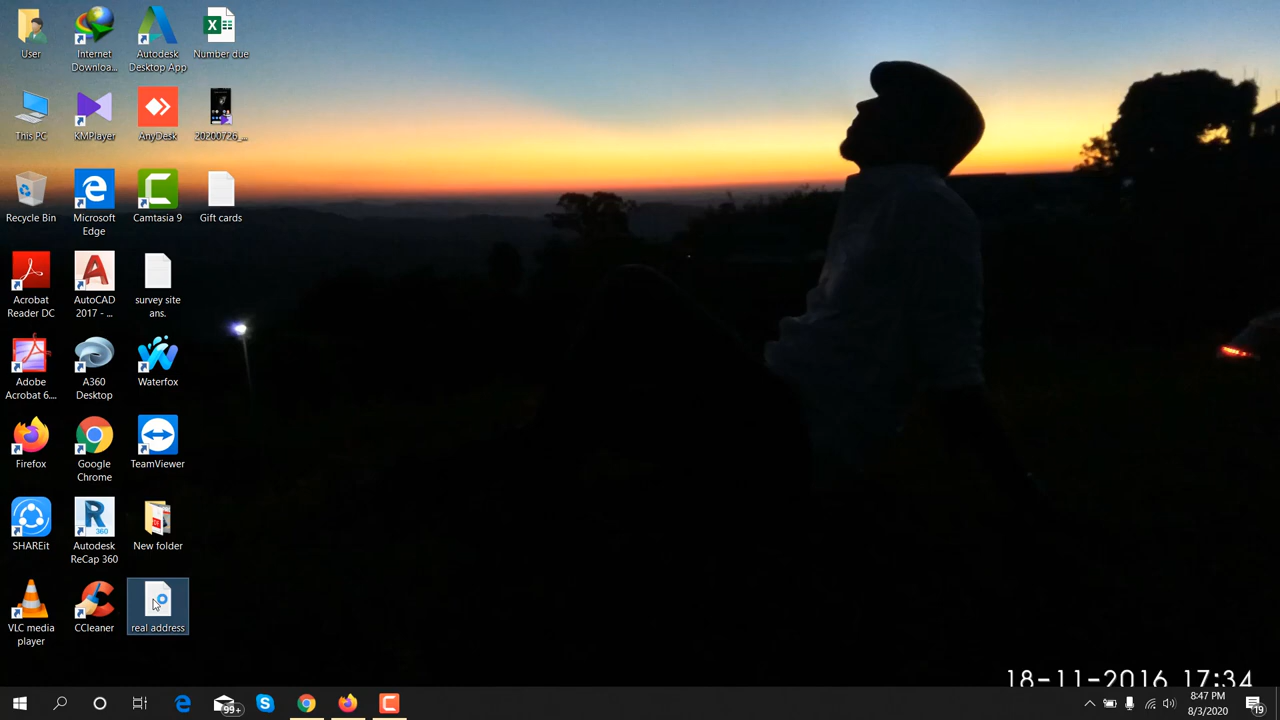 User
Internet
Downloa...
Autodesk
Desktop App
Number due
This PC
KMPlayer
AnyDesk
20200726_...
Recycle Bin
Microsoft
Edge
Camtasia 9
Gift cards
Acrobat
Reader DC
AutoCAD
2017 - ...
survey site
ans.
Adobe
Acrobat 6....
A360
Desktop
Waterfox
Firefox
Google
Chrome
TeamViewer
SHAREit
Autodesk
ReCap 360
New folder
VLC media
player
CCleaner
real address
18-11-2016 17:34
99+
8:47 PM
8/3/2020
19